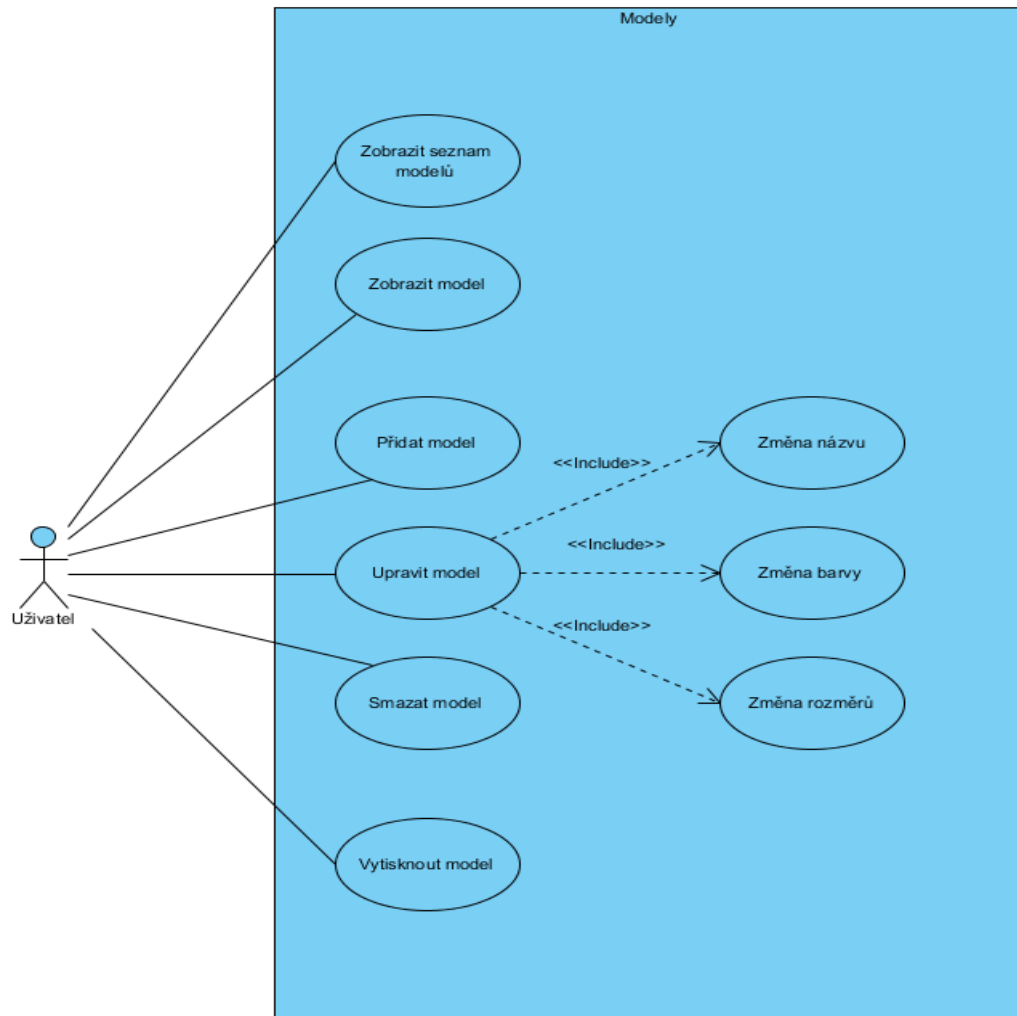 Modely
Zobrazit seznam
modelů
Zobrazit model
Přidat model
Změna názvu
<<Include>>
<<Include>>
Upravit model
Změna barvy
Uživatel
<<Include>>
Smazat model
Změna rozměrů
Vytisknout model